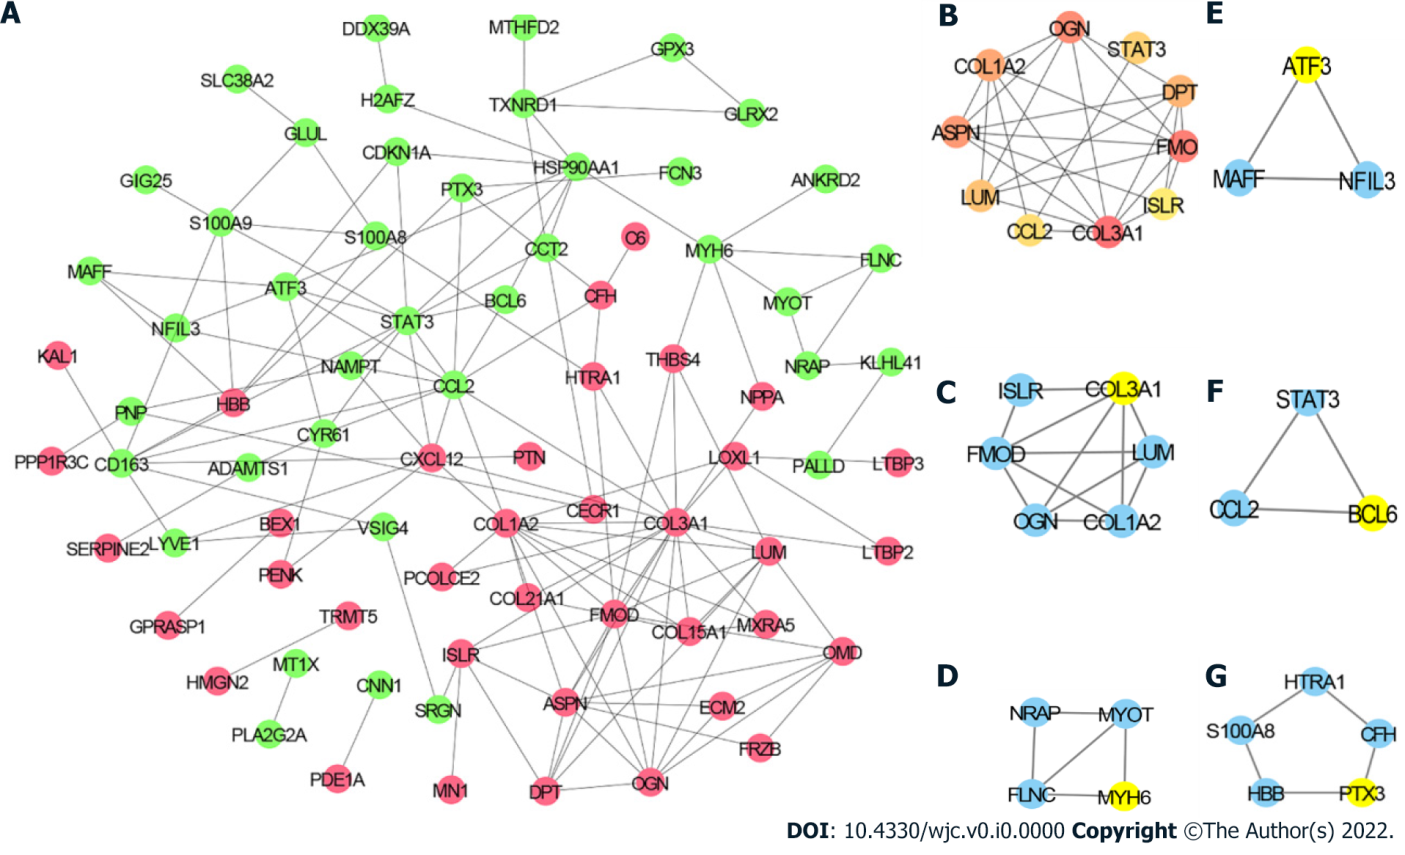 A
DDX39A
MTHFD2
GPX3
SLC38A2
H2AFZ
TXNRD1
GLRX2
GLUL
CDKN1A
HSP90AA1
FCN3
GIG25
PTX3
ANKRD2
S100A9
S100A8
C6
CCT2
MYH6
FLNC
MAFF
ATF3
BCL6
CFH
MYOT
NFIL3
STAT3
KAL1
NAMPT
HTRA1
THBS4
NRAP
KLHL41
CCL2
NPPA
PNP
HBB
CYR61
PPP1R3C
CD163
ADAMTS1
CXCL12
PTN
LOXL1
PALLD
LTBP3
CECR1
BEX1
VSIG4
COL1A2
COL3A1
SERPINE2
LYVE1
LUM
LTBP2
PENK
PCOLCE2
COL21A1
GPRASP1
TRMT5
FMOD
COL15A1
MXRA5
MT1X
ISLR
OMD
HMGN2
CNN1
SRGN
ASPN
ECM2
PLA2G2A
FRZB
PDE1A
MN1
DPT
OGN
B
OGN
STAT3
COL1A2
DPT
ASPN
FMO
LUM
ISLR
CCL2
COL3A1
E
ATF3
MAFF
NFIL3
C
ISLR
COL3A1
FMOD
LUM
OGN
COL1A2
F
STAT3
CCL2
BCL6
D
NRAP
MYOT
FLNC
MYH6
G
HTRA1
S100A8
CFH
HBB
PTX3
DOI: 10.4330/wjc.v0.i0.0000 Copyright ©The Author(s) 2022.